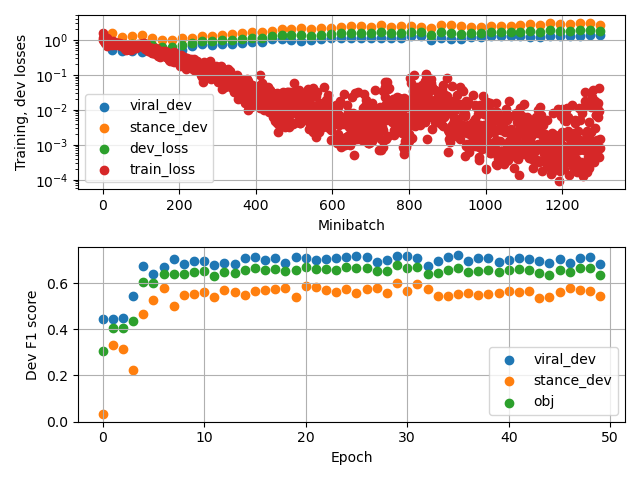 Training, dev losses
10⁰
10⁻¹
10⁻²
10⁻³
10⁻⁴
viral_dev
stance_dev
dev_loss
train_loss
0 200 400 600 800 1000 1200
Minibatch
Dev F1 score
0.6
0.4
0.2
0.0
viral_dev
stance_dev
obj
0 10 20 30 40 50
Epoch